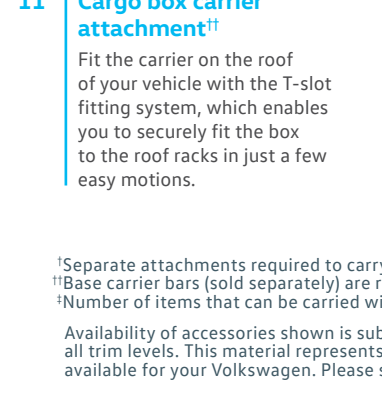 11 Cargo box carrier
attachment††
Fit the carrier on the roof
of your vehicle with the T-slot
fitting system, which enables
you to securely fit the box
to the roof racks in just a few
easy motions.
†Separate attachments required to carry
††Base carrier bars (sold separately) are
‡Number of items that can be carried
Availability of accessories shown is
all trim levels. This material represents
available for your Volkswagen. Please